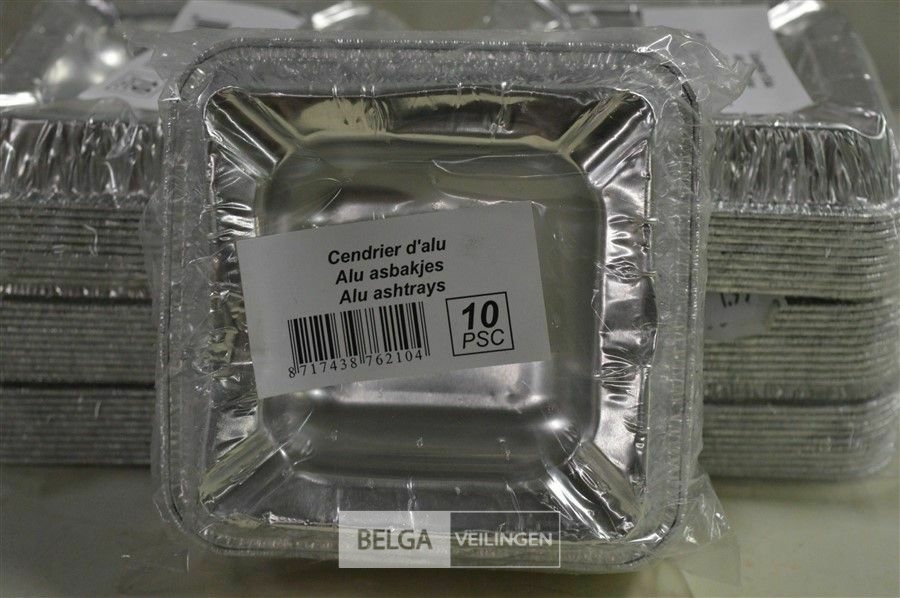 Cendrier d'alu
Alu asbakjes
Alu ashtrays
10
PSC
8 717438 762104
BELGA VEILINGEN